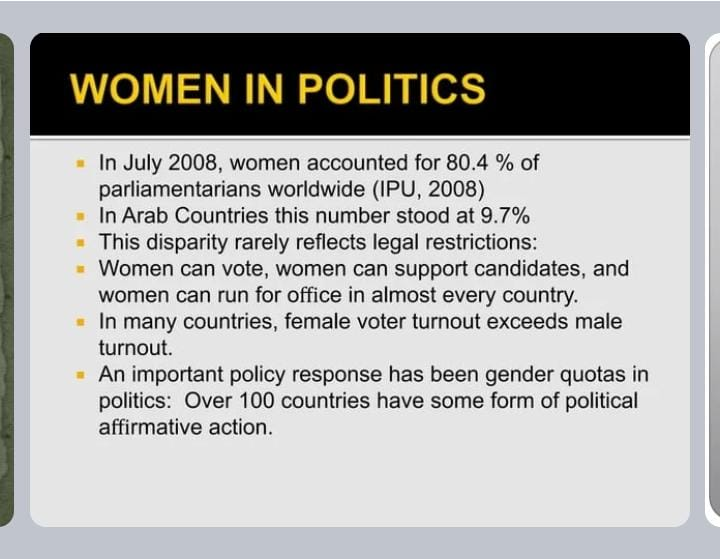 WOMEN IN POLITICS
In July 2008, women accounted for 80.4 % of
parliamentarians worldwide (IPU, 2008)
In Arab Countries this number stood at 9.7%
This disparity rarely reflects legal restrictions:
Women can vote, women can support candidates, and
women can run for office in almost every country.
In many countries, female voter turnout exceeds male
turnout.
An important policy response has been gender quotas in
politics:  Over 100 countries have some form of political
affirmative action.